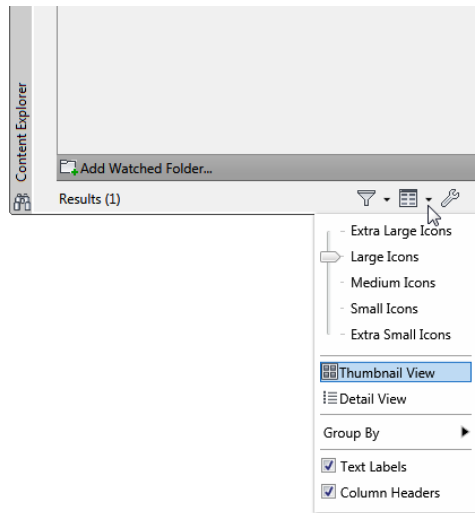 Content Explorer
Add Watched Folder...
Results (1)
Extra Large Icons
Large Icons
Medium Icons
Small Icons
Extra Small Icons
Thumbnail View
Detail View
Group By
Text Labels
Column Headers